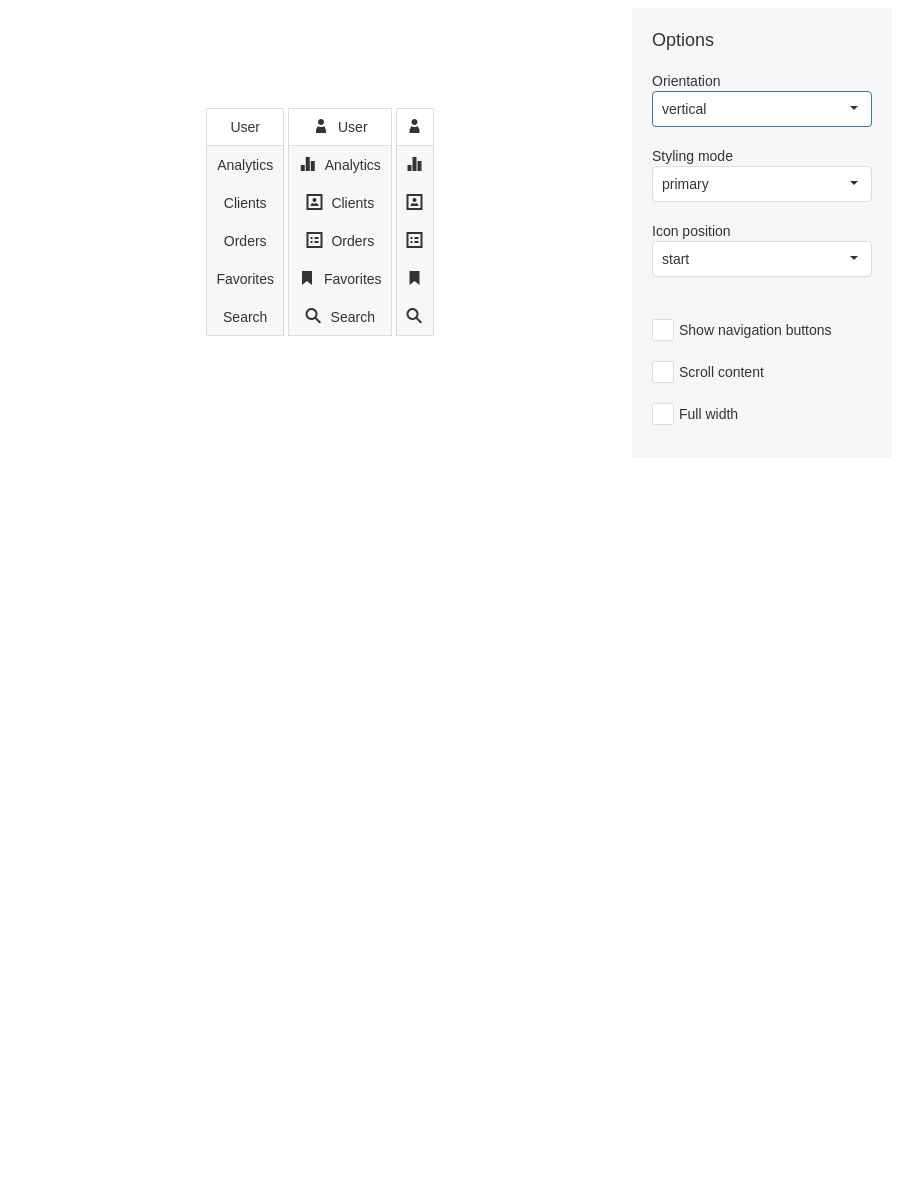 User
Analytics
Clients
Orders
Favorites
Search
User
Analytics
Clients
Orders
Favorites
Search
Options
Orientation
vertical
Styling mode
primary
Icon position
start
Show navigation buttons
Scroll content
Full width